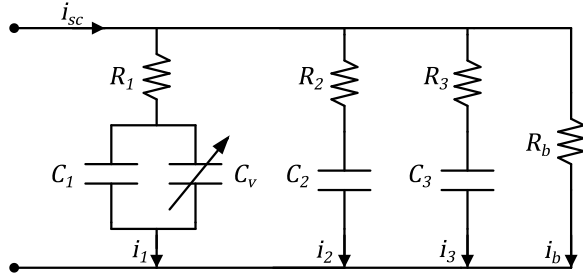 i_sc
R_1 R_2 R_3
R_b
C_1 C_v C_2 C_3
i_1 i_2 i_3 i_b